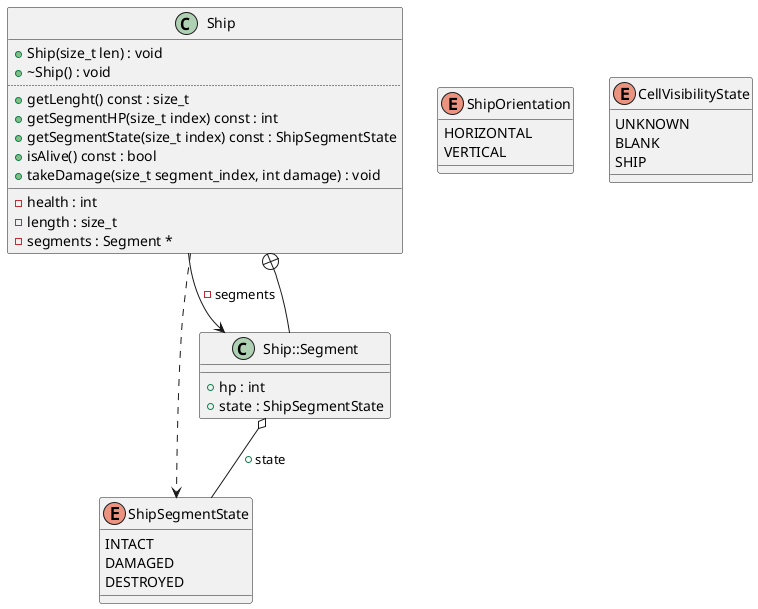 C Ship
Ship(size_t len) : void
~Ship() : void
getLenght() const : size_t
getSegmentHP(size_t index) const : int
getSegmentState(size_t index) const : ShipSegmentState
isAlive() const : bool
takeDamage(size_t segment_index, int damage) : void
health : int
length : size_t
segments : Segment *
E ShipOrientation
HORIZONTAL
VERTICAL
E CellVisibilityState
UNKNOWN
BLANK
SHIP
segments
C Ship::Segment
hp : int
state : ShipSegmentState
state
E ShipSegmentState
INTACT
DAMAGED
DESTROYED